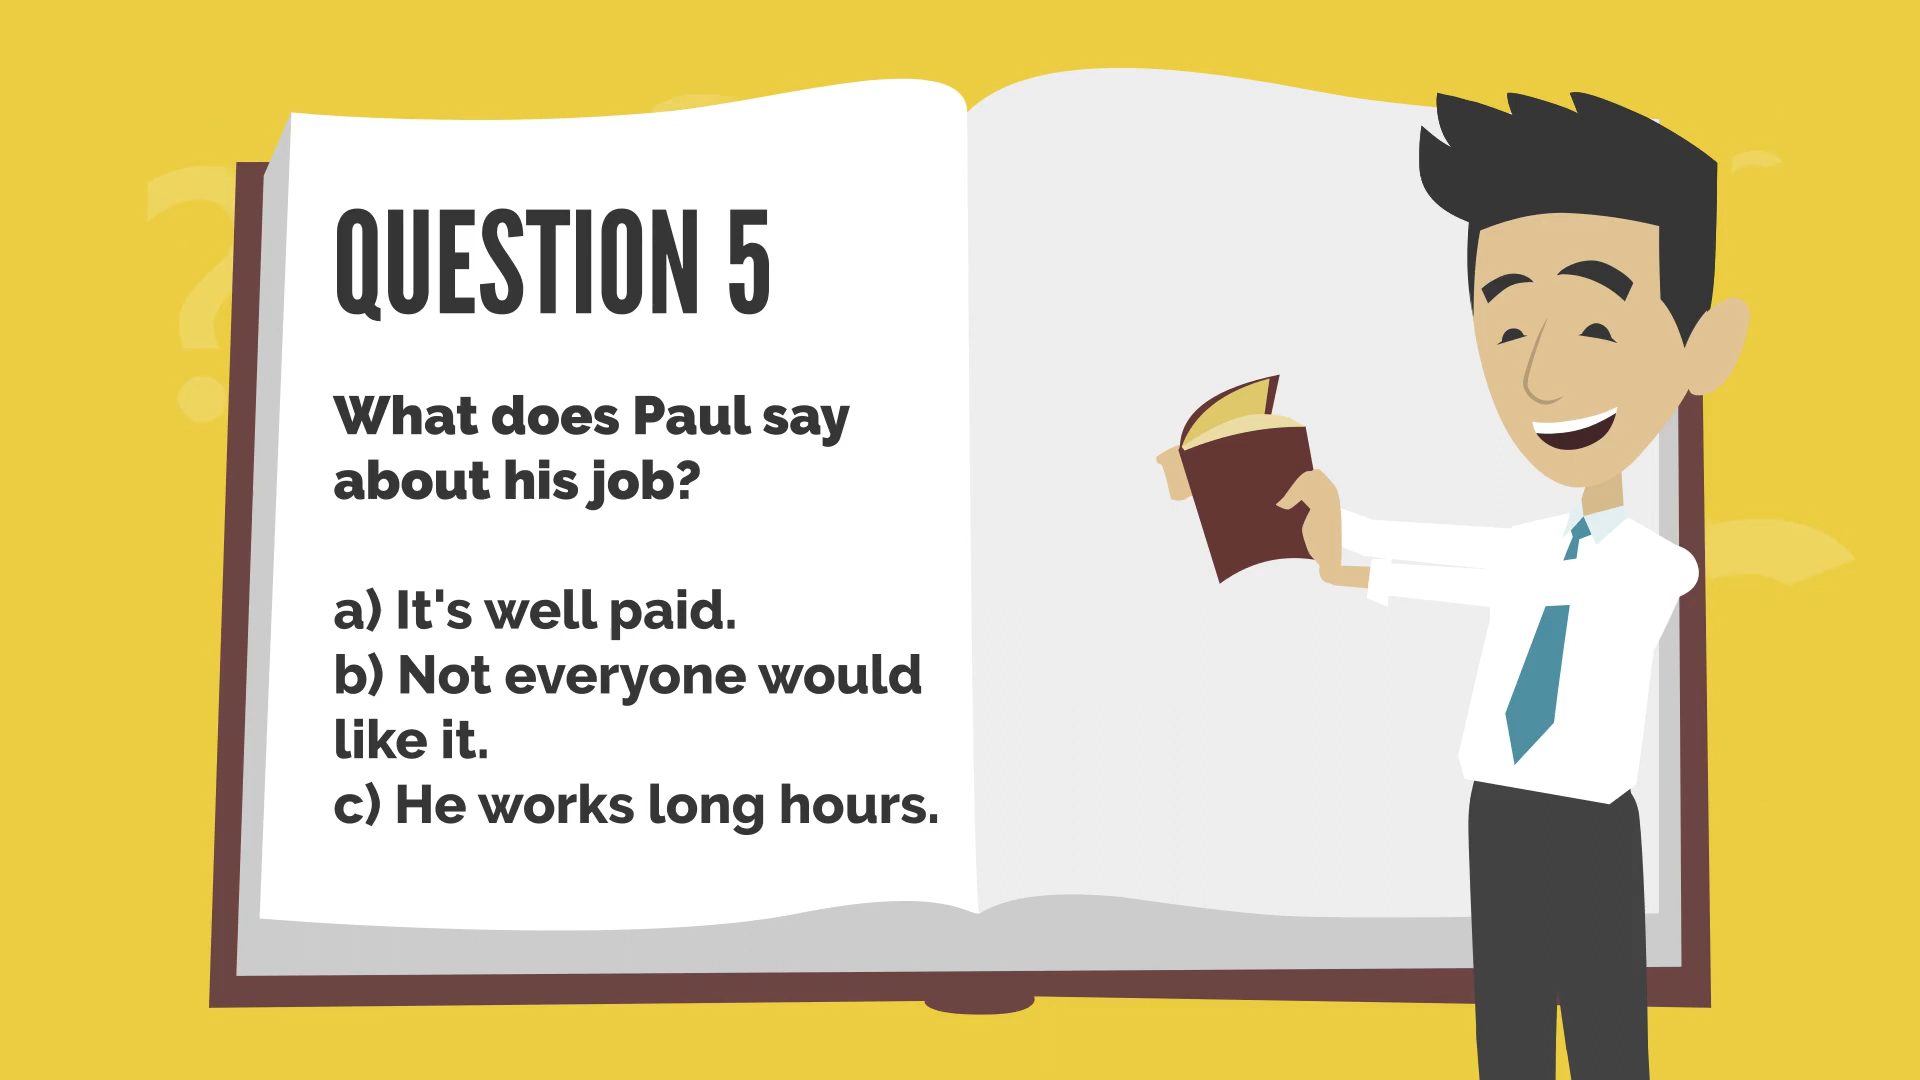 QUESTION 5
What does Paul say
about his job?
a) It's well paid.
b) Not everyone would
like it.
c) He works long hours.